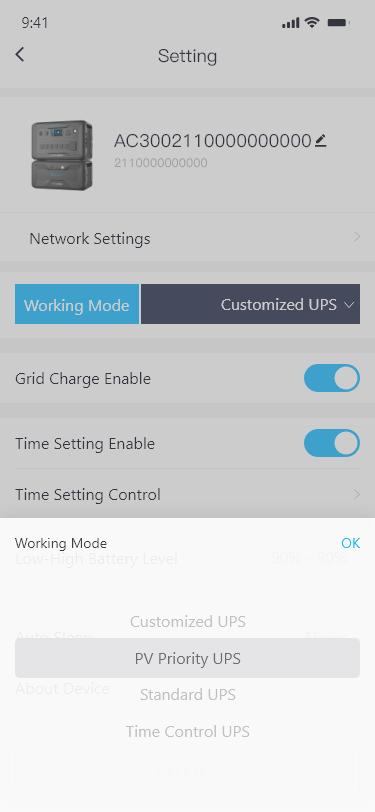 9:41
Setting
AC3002110000000000
2110000000000
Network Settings
Working Mode
Customized UPS
Grid Charge Enable
Time Setting Enable
Time Setting Control
Working Mode
OK
Low-High Battery Level
Customized UPS
Auto Sleep
PV Priority UPS
About Device
Standard UPS
Time Control UPS